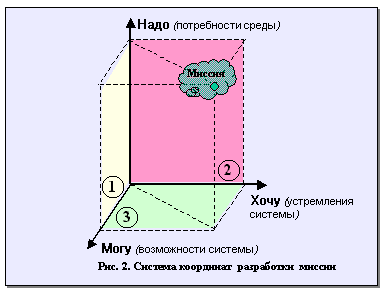 Надо (потребности среды)
Миссия
2
1
Хочу (устремления
системы)
3
Могу (возможности системы)
Рис. 2. Система координат разработки миссии